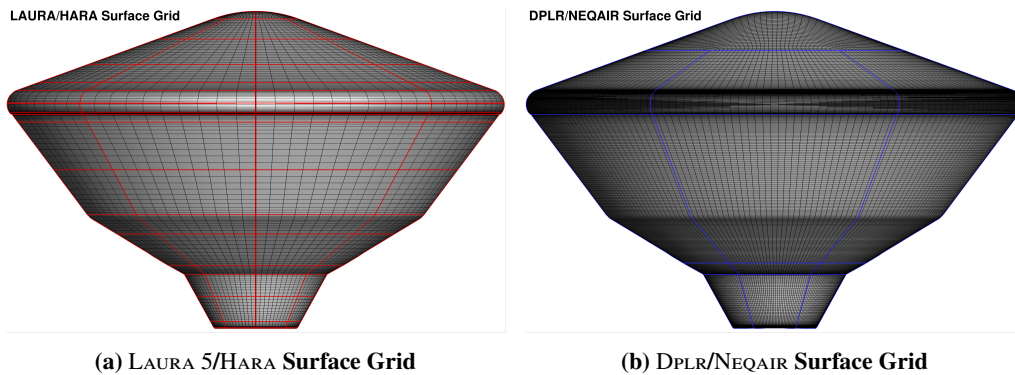 LAURA/HARA Surface Grid
DPLR/NEQAIR Surface Grid
(a) LAURA 5/HARA Surface Grid
(b) DPLR/NEQAIR Surface Grid